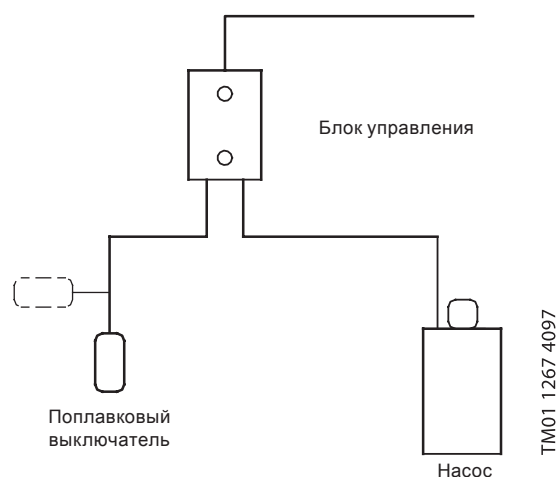 Блок управления
Поплавковый
выключатель
Насос
TM01 1267 4097